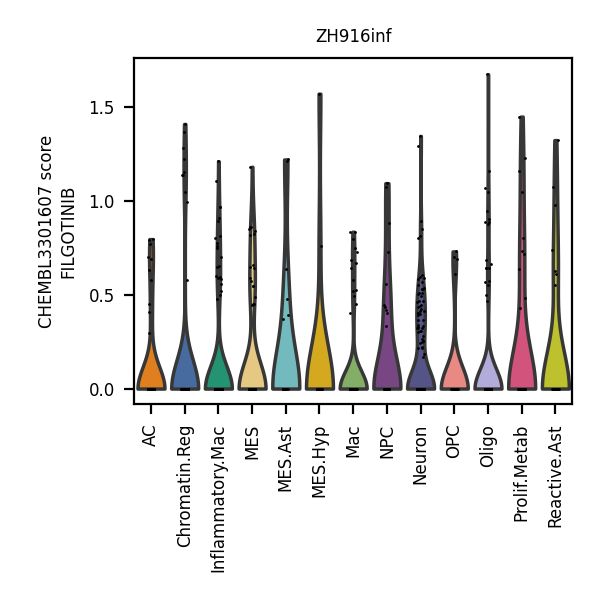 ZH916inf
CHEMBL3301607 score
FILGOTINIB
1.5
1.0
0.5
0.0
AC
Chromatin.Reg
Inflammatory.Mac
MES
MES.Ast
MES.Hyp
Mac
NPC
Neuron
OPC
Oligo
Prolif.Metab
Reactive.Ast